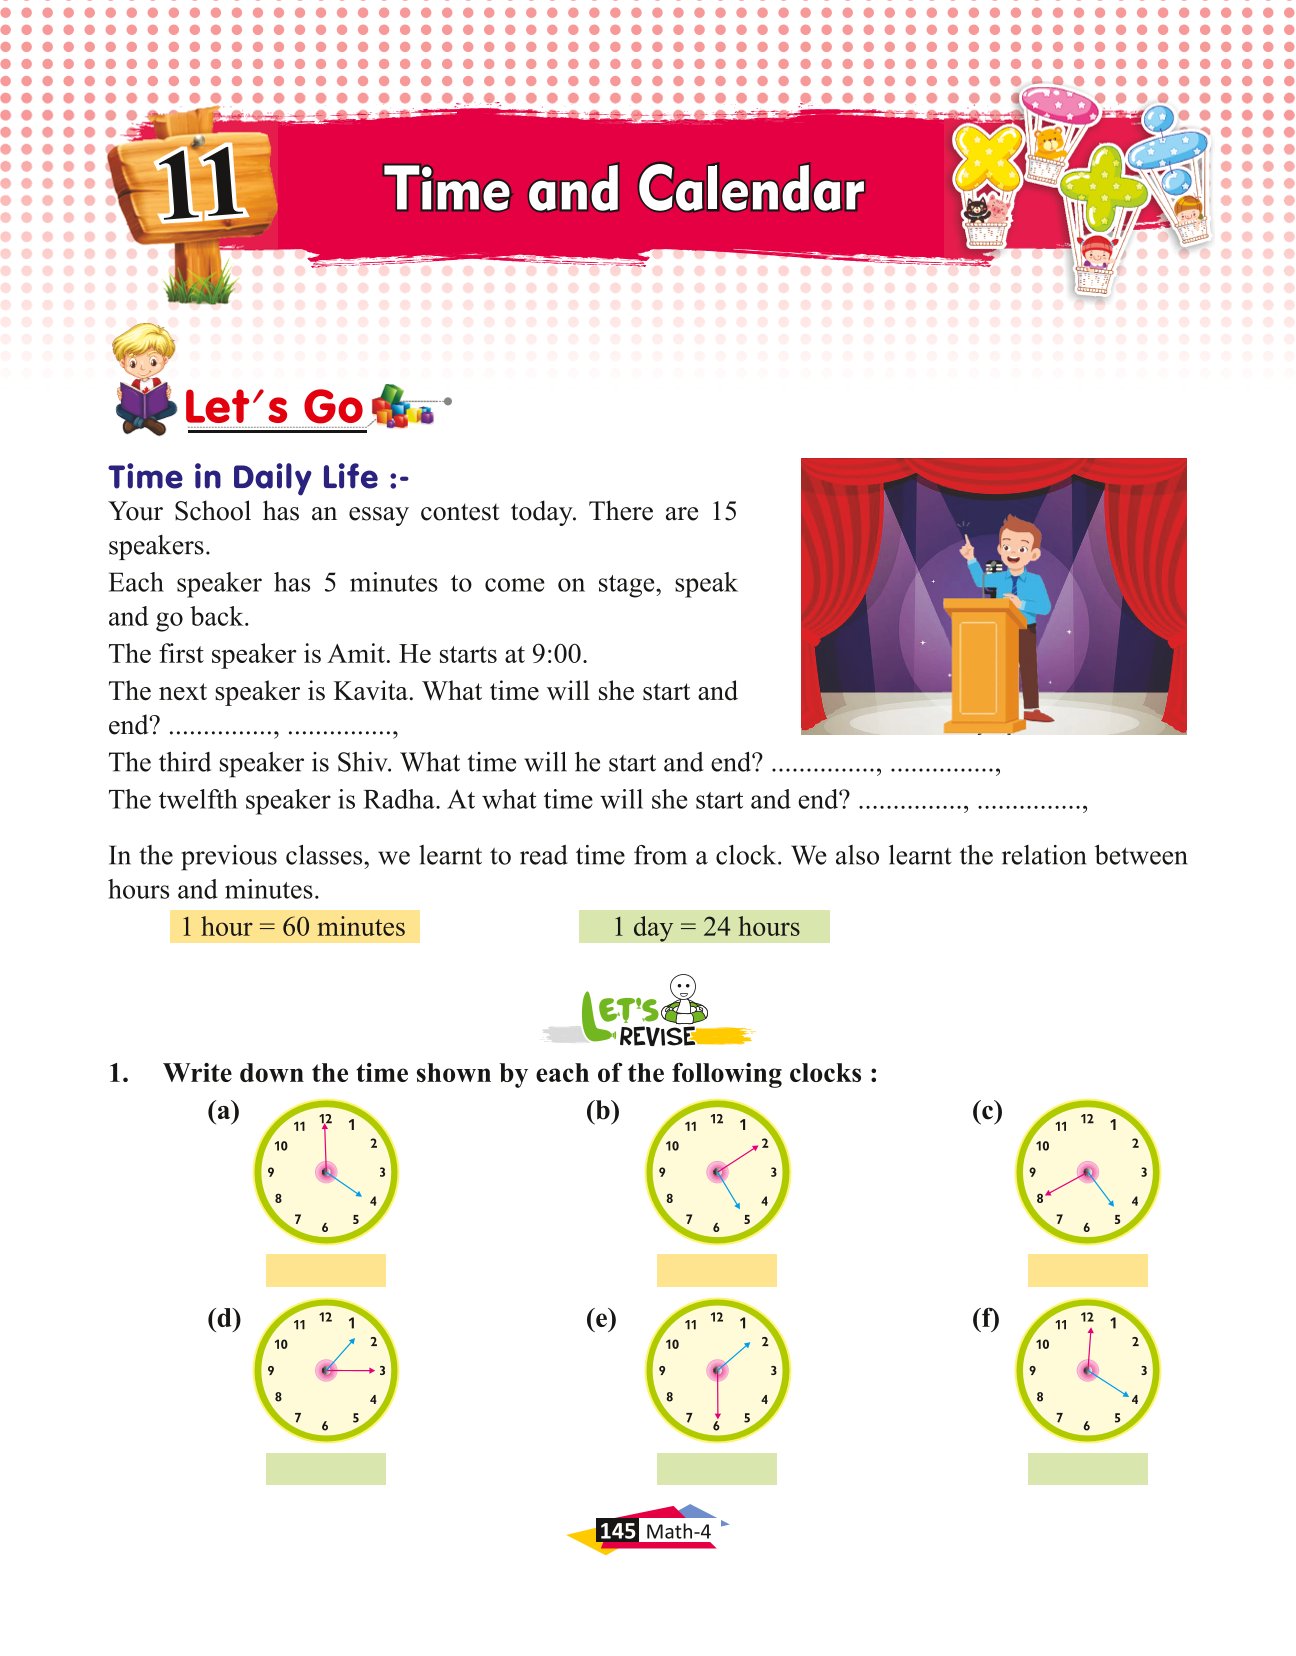 11
Time and Calendar
Let's Go
Time in Daily Life :-
Your School has an essay contest today. There are 15
speakers.
Each speaker has 5 minutes to come on stage, speak
and go back.
The first speaker is Amit. He starts at 9:00.
The next speaker is Kavita. What time will she start and
end? ..............., ...............,
The third speaker is Shiv. What time will he start and end? ..............., ...............,
The twelfth speaker is Radha. At what time will she start and end? ..............., ...............,
In the previous classes, we learnt to read time from a clock. We also learnt the relation between
hours and minutes.
1 hour = 60 minutes 1 day = 24 hours
LET'S
REVISE
1. Write down the time shown by each of the following clocks :
(a) (b) (c)
12 1 2 3 4 5 6 7 8 9 10 11
12 1 2 3 4 5 6 7 8 9 10 11
12 1 2 3 4 5 6 7 8 9 10 11
(d) (e) (f)
12 1 2 3 4 5 6 7 8 9 10 11
12 1 2 3 4 5 6 7 8 9 10 11
12 1 2 3 4 5 6 7 8 9 10 11
145 Math-4